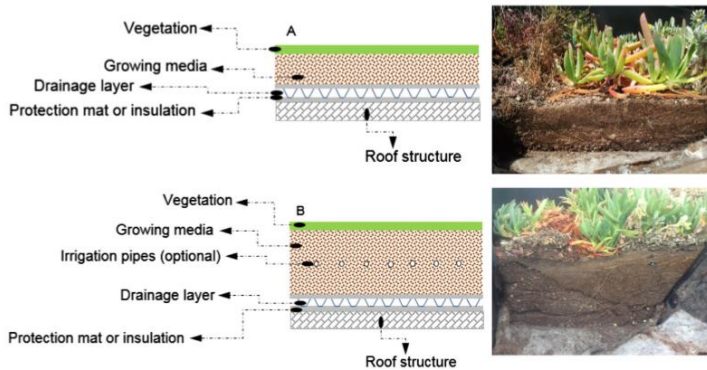 A
Vegetation
Growing media
Drainage layer
Protection mat or insulation
Roof structure
B
Vegetation
Growing media
Irrigation pipes (optional)
Drainage layer
Protection mat or insulation
Roof structure